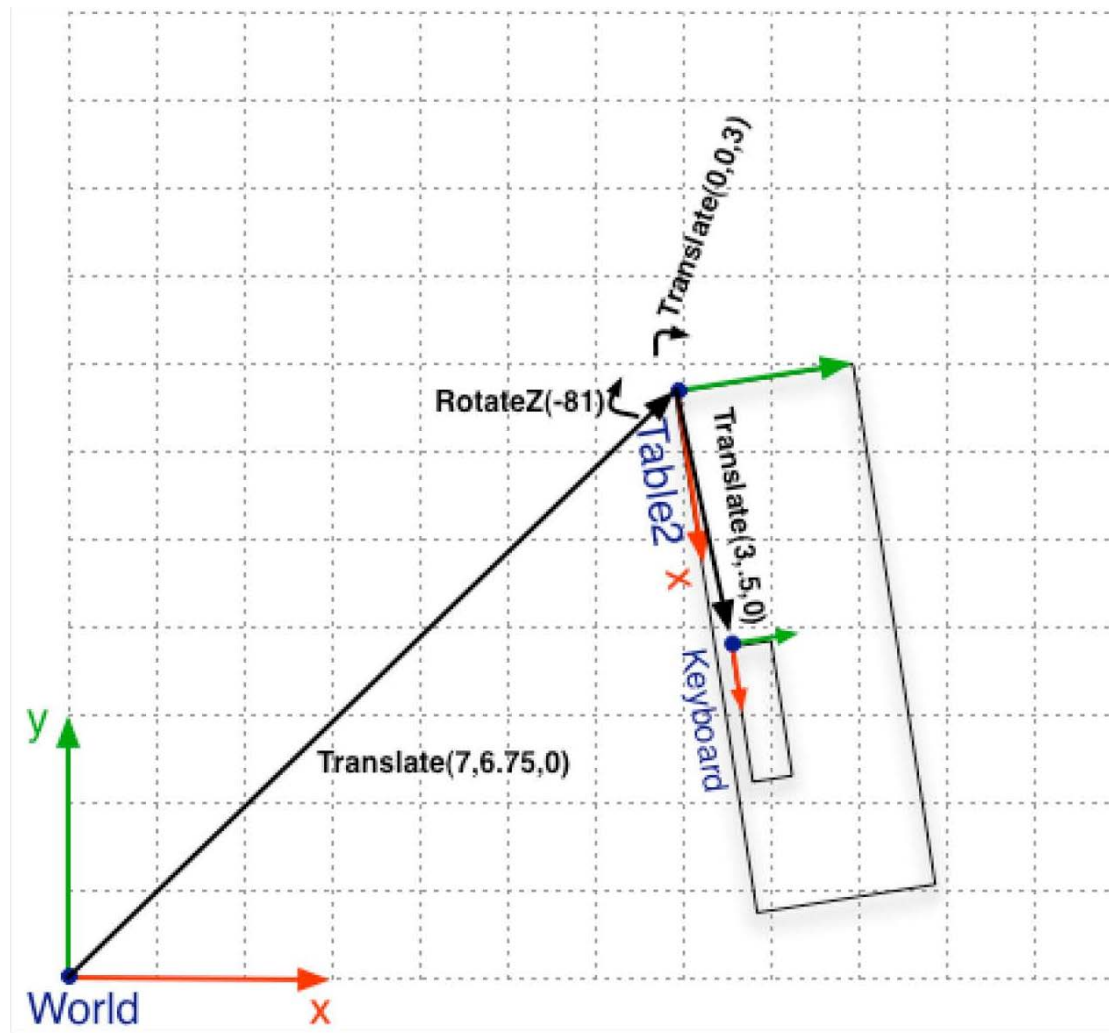 Translate(0,0,3)
RotateZ(-81)
Table2
x
Translate(3,.5,0)
Keyboard
y
Translate(7,6.75,0)
World
x